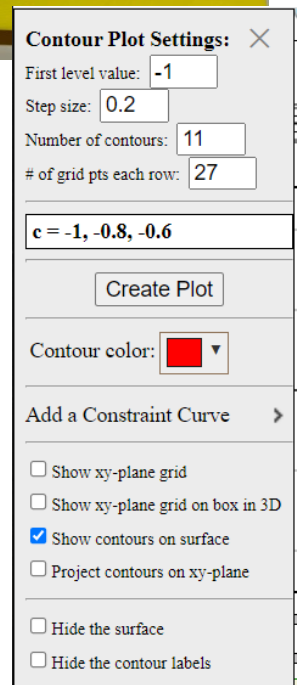 Contour Plot Settings:
First level value: -1
Step size: 0.2
Number of contours: 11
# of grid pts each row: 27
c = -1, -0.8, -0.6
Create Plot
Contour color:
Add a Constraint Curve
Show xy-plane grid
Show xy-plane grid on box in 3D
Show contours on surface
Project contours on xy-plane
Hide the surface
Hide the contour labels